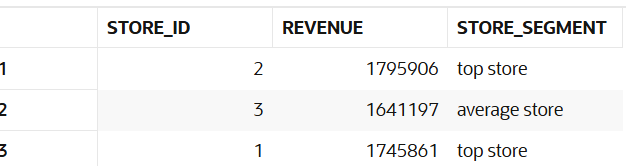 STORE_ID REVENUE STORE_SEGMENT
1 2 1795906 top store
2 3 1641197 average store
3 1 1745861 top store